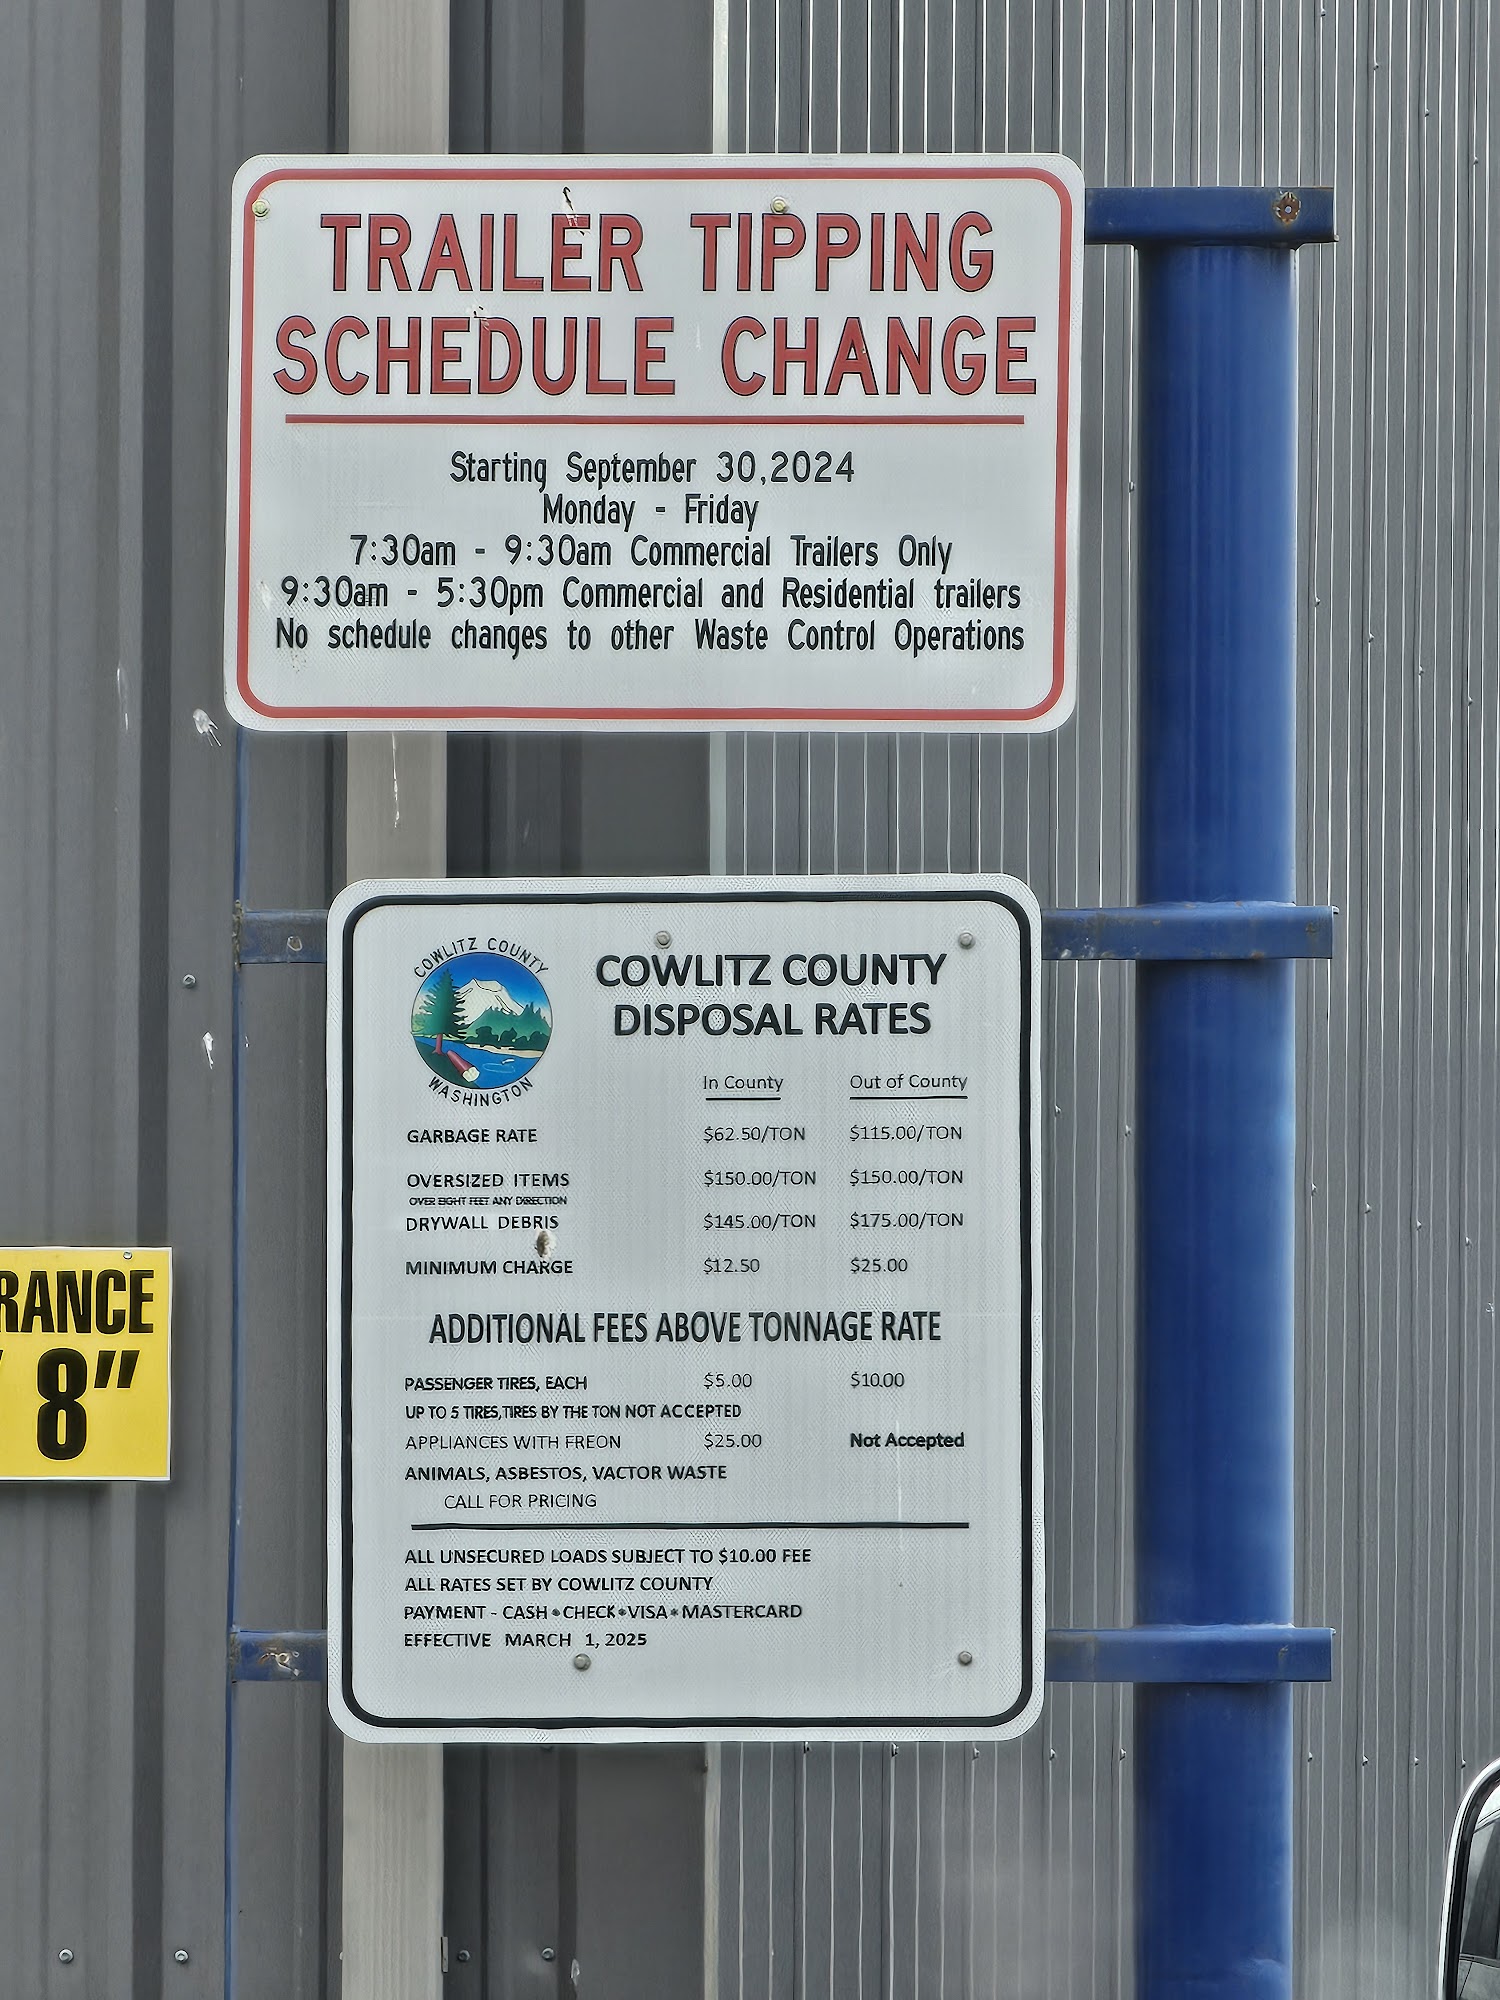 TRAILER TIPPING
SCHEDULE CHANGE
Starting September 30,2024
Monday - Friday
7:30am - 9:30am Commercial Trailers Only
9:30am - 5:30pm Commercial and Residential trailers
No schedule changes to other Waste Control Operations
COWLITZ COUNTY
WASHINGTON
COWLITZ COUNTY
DISPOSAL RATES
In County Out of County
GARBAGE RATE $62.50/TON $115.00/TON
OVERSIZED ITEMS $150.00/TON $150.00/TON
OVER EIGHT FEET ANY DIRECTION
DRYWALL DEBRIS $145.00/TON $175.00/TON
MINIMUM CHARGE $12.50 $25.00
ADDITIONAL FEES ABOVE TONNAGE RATE
PASSENGER TIRES, EACH $5.00 $10.00
UP TO 5 TIRES,TIRES BY THE TON NOT ACCEPTED
APPLIANCES WITH FREON $25.00 Not Accepted
ANIMALS, ASBESTOS, VACTOR WASTE
CALL FOR PRICING
ALL UNSECURED LOADS SUBJECT TO $10.00 FEE
ALL RATES SET BY COWLITZ COUNTY
PAYMENT - CASH•CHECK•VISA•MASTERCARD
EFFECTIVE MARCH 1, 2025
RANCE
8"